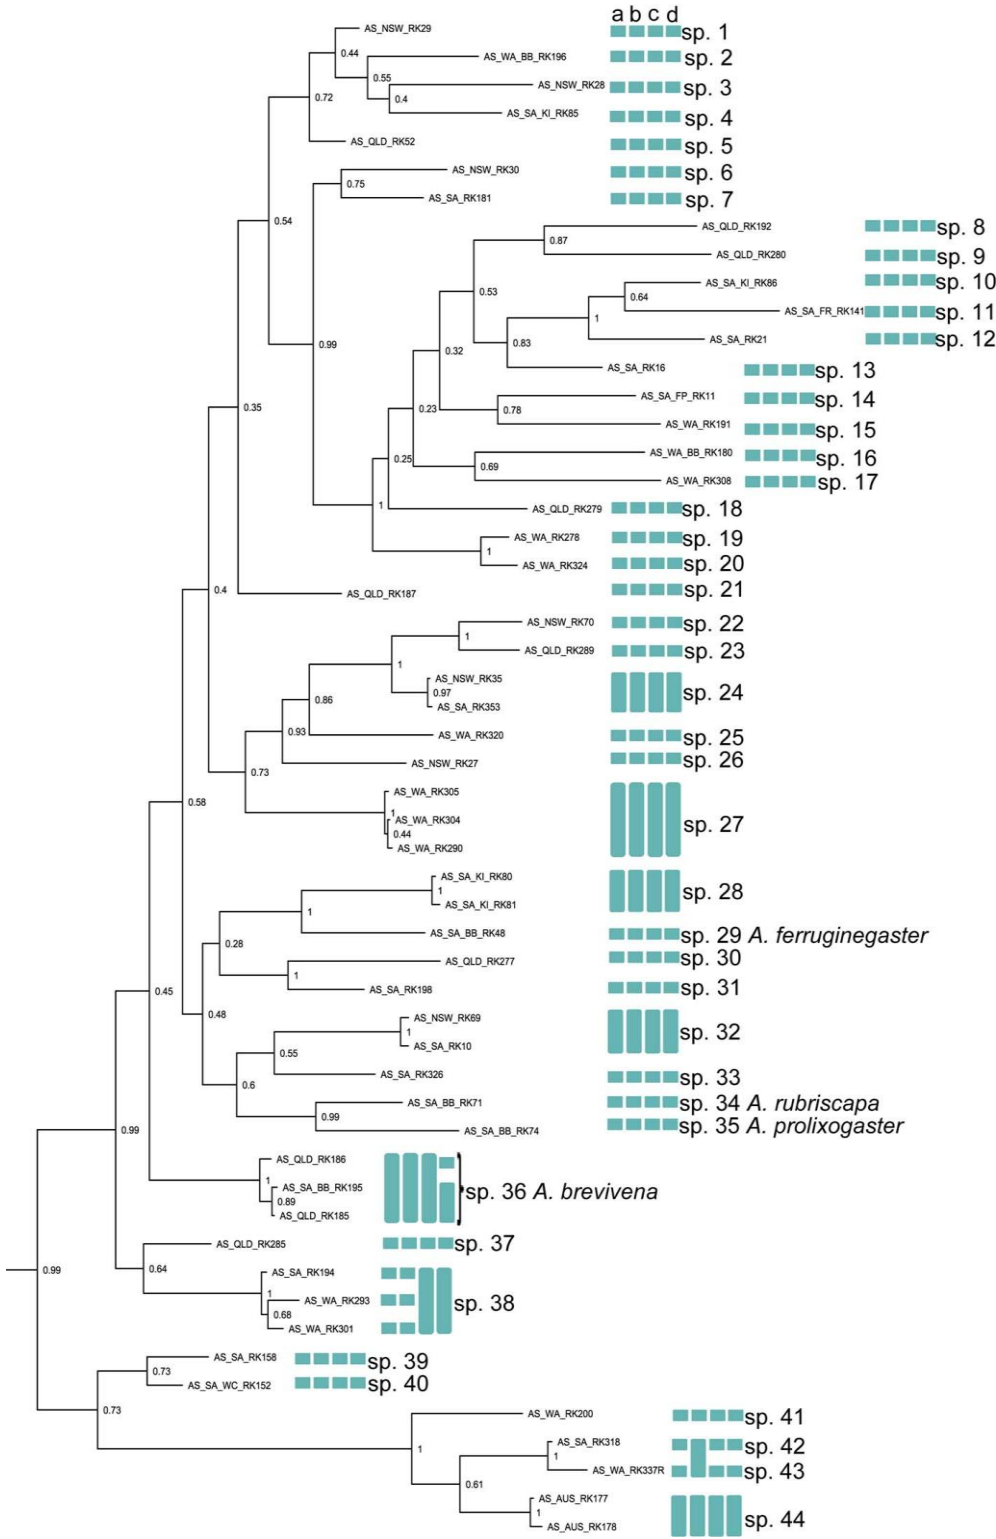 a b c d
AS_NSW_RK29 sp. 1
0.44
AS_WA_BB_RK196 sp. 2
0.55
AS_NSW_RK28 sp. 3
0.72
0.4
AS_SA_KI_RK85 sp. 4
AS_QLD_RK52 sp. 5
AS_NSW_RK30 sp. 6
0.75
AS_SA_RK181 sp. 7
0.54
AS_QLD_RK192 sp. 8
0.87
AS_QLD_RK280 sp. 9
AS_SA_KI_RK86 sp. 10
0.53
0.64
AS_SA_FR_RK141 sp. 11
1
AS_SA_RK21 sp. 12
0.99
0.83
0.32
AS_SA_RK16 sp. 13
AS_SA_FP_RK11 sp. 14
0.35
0.23
0.78
AS_WA_RK191 sp. 15
AS_WA_BB_RK180 sp. 16
0.25
0.69
AS_WA_RK308 sp. 17
1
AS_QLD_RK279 sp. 18
AS_WA_RK278 sp. 19
1
AS_WA_RK324 sp. 20
0.4
AS_QLD_RK187 sp. 21
AS_NSW_RK70 sp. 22
1
AS_QLD_RK289 sp. 23
1
AS_NSW_RK35
0.97
sp. 24
0.86
AS_SA_RK353
0.93
AS_WA_RK320 sp. 25
AS_NSW_RK27 sp. 26
0.73
AS_WA_RK305
0.58
1
AS_WA_RK304 sp. 27
0.44
AS_WA_RK290
AS_SA_KI_RK80
1
sp. 28
AS_SA_KI_RK81
1
AS_SA_BB_RK48 sp. 29 A. ferruginegaster
0.28
AS_QLD_RK277 sp. 30
1
AS_SA_RK198 sp. 31
0.45
0.48
AS_NSW_RK69
1
sp. 32
AS_SA_RK10
0.55
AS_SA_RK326 sp. 33
0.6
AS_SA_BB_RK71 sp. 34 A. rubriscapa
0.99
AS_SA_BB_RK74 sp. 35 A. prolixogaster
0.99
AS_QLD_RK186
1
AS_SA_BB_RK195 sp. 36 A. brevivena
0.89
AS_QLD_RK185
AS_QLD_RK285 sp. 37
0.99
0.64
AS_SA_RK194
1
AS_WA_RK293 sp. 38
0.68
AS_WA_RK301
AS_SA_RK158 sp. 39
0.73
AS_SA_WC_RK152 sp. 40
0.73
AS_WA_RK200 sp. 41
AS_SA_RK318 sp. 42
1
1
AS_WA_RK337R sp. 43
0.61
AS_AUS_RK177
1
sp. 44
AS_AUS_RK178